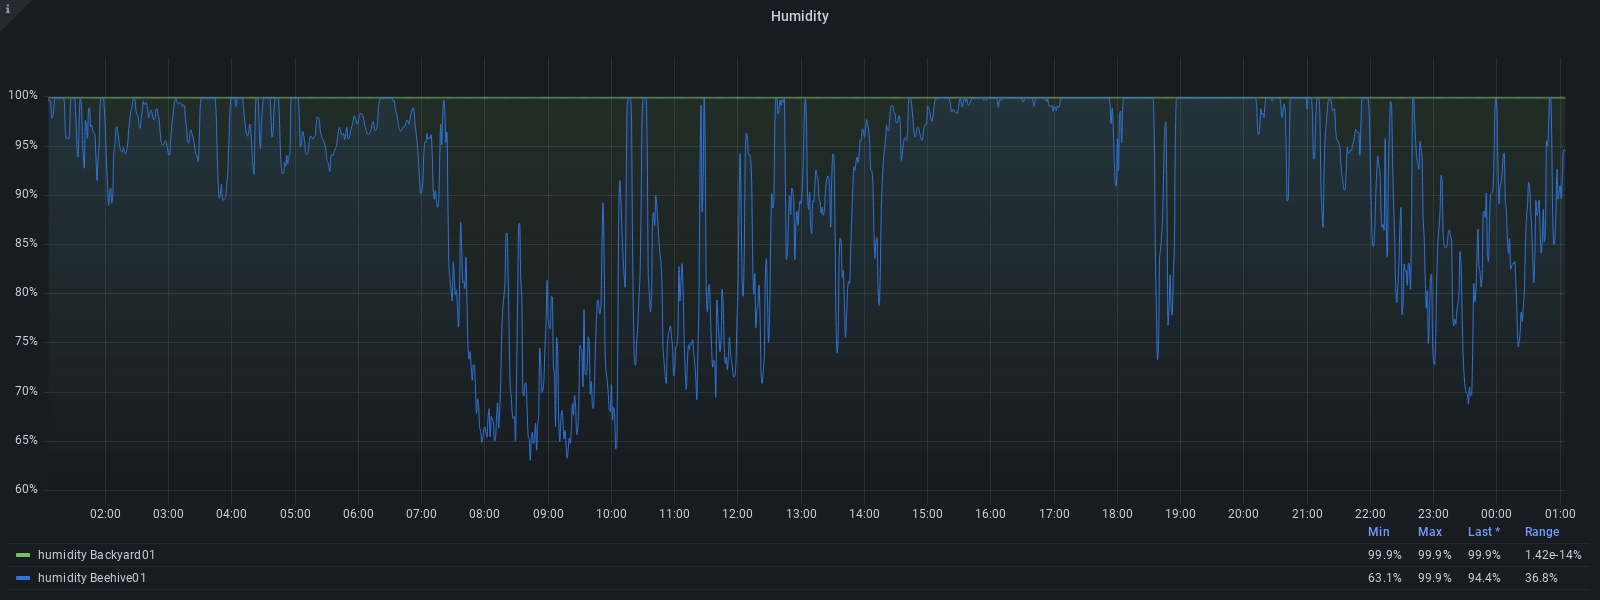 i
Humidity
100%
95%
90%
85%
80%
75%
70%
65%
60%
02:00 03:00 04:00 05:00 06:00 07:00 08:00 09:00 10:00 11:00 12:00 13:00 14:00 15:00 16:00 17:00 18:00 19:00 20:00 21:00 22:00 23:00 00:00 01:00
Min Max Last * Range
humidity Backyard01 99.9% 99.9% 99.9% 1.42e-14%
humidity Beehive01 63.1% 99.9% 94.4% 36.8%